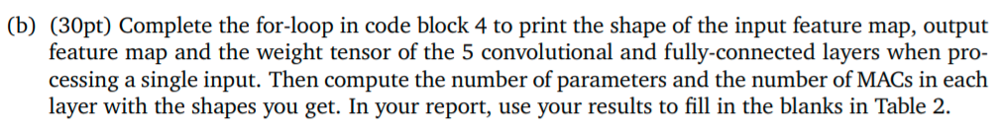 (b) (30pt) Complete the for-loop in code block 4 to print the shape of the input feature map, output
feature map and the weight tensor of the 5 convolutional and fully-connected layers when pro-
cessing a single input. Then compute the number of parameters and the number of MACs in each
layer with the shapes you get. In your report, use your results to fill in the blanks in Table 2.